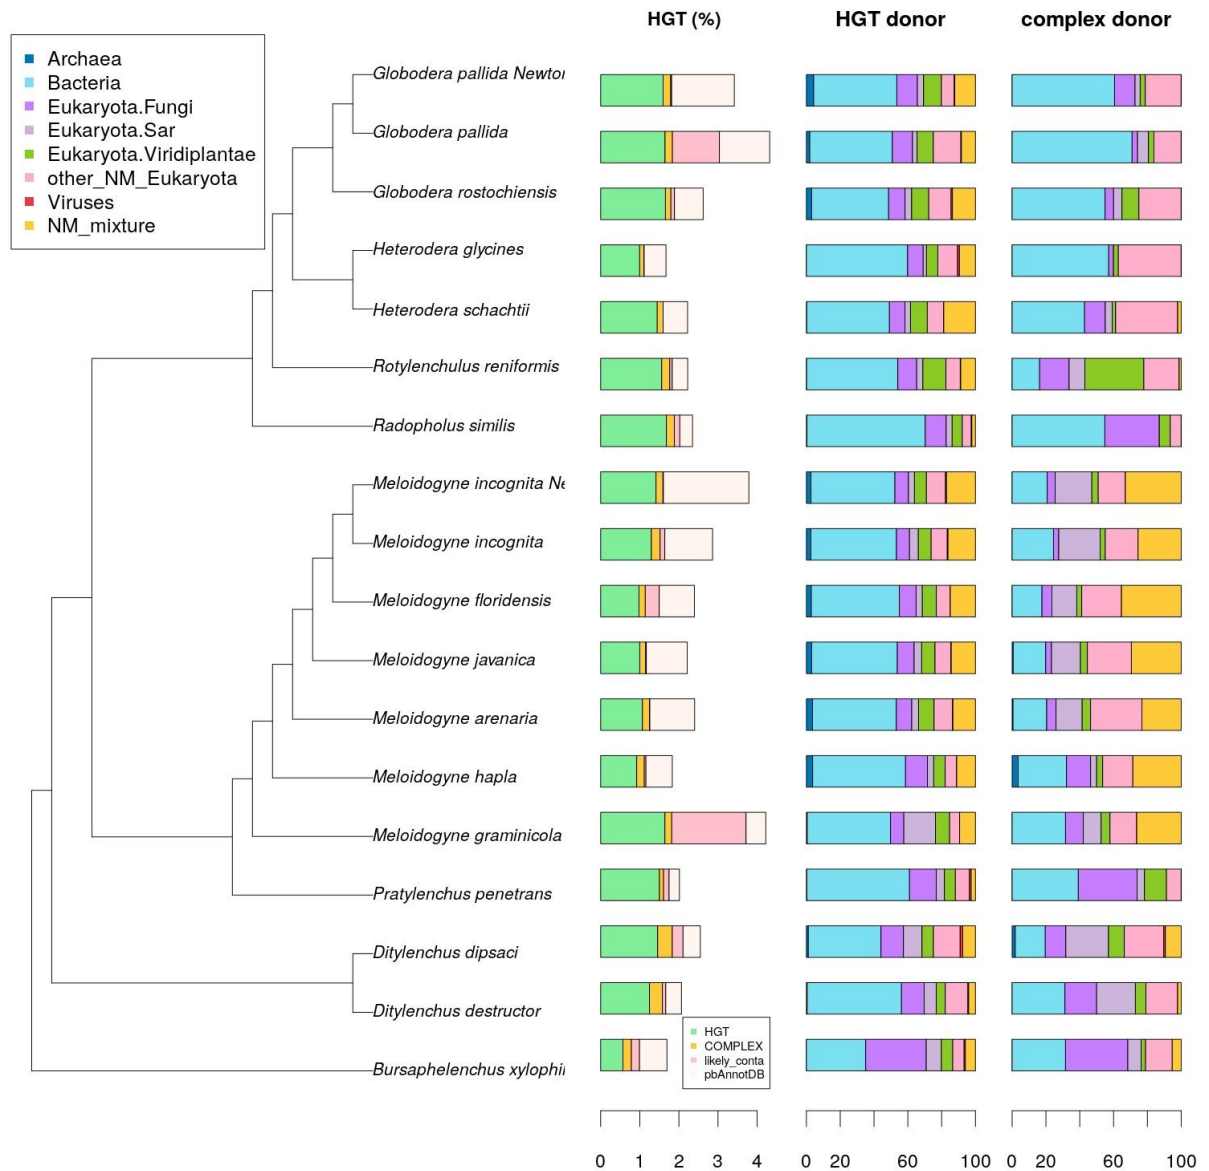 HGT (%)
HGT donor
complex donor
Archaea
Bacteria
Eukaryota.Fungi
Eukaryota.Sar
Eukaryota.Viridiplantae
other_NM_Eukaryota
Viruses
NM_mixture
Globodera pallida Newton
Globodera pallida
Globodera rostochiensis
Heterodera glycines
Heterodera schachtii
Rotylenchulus reniformis
Radopholus similis
Meloidogyne incognita Ne
Meloidogyne incognita
Meloidogyne floridensis
Meloidogyne javanica
Meloidogyne arenaria
Meloidogyne hapla
Meloidogyne graminicola
Pratylenchus penetrans
Ditylenchus dipsaci
Ditylenchus destructor
Bursaphelenchus xylophil
HGT
COMPLEX
likely_conta
pbAnnotDB
0 1 2 3 4
0 20 60 100
0 20 60 100